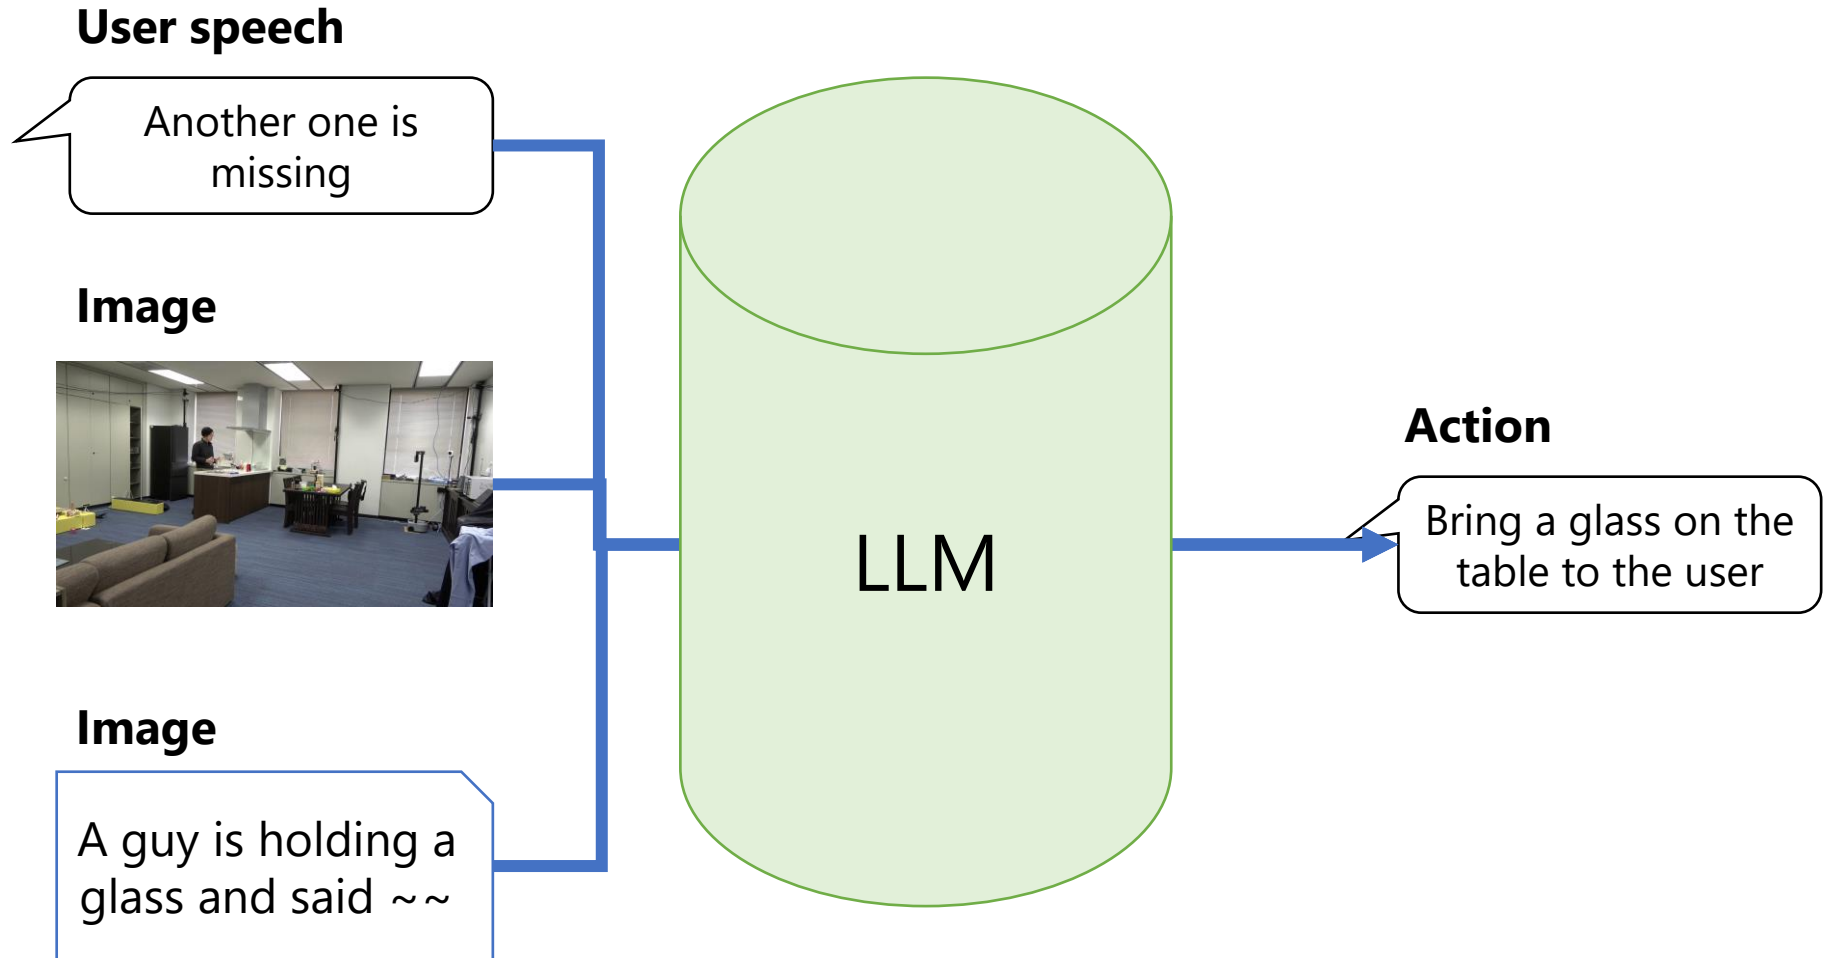 User speech
Another one is
missing
Image
Image
A guy is holding a
glass and said ~~
LLM
Action
Bring a glass on the
table to the user